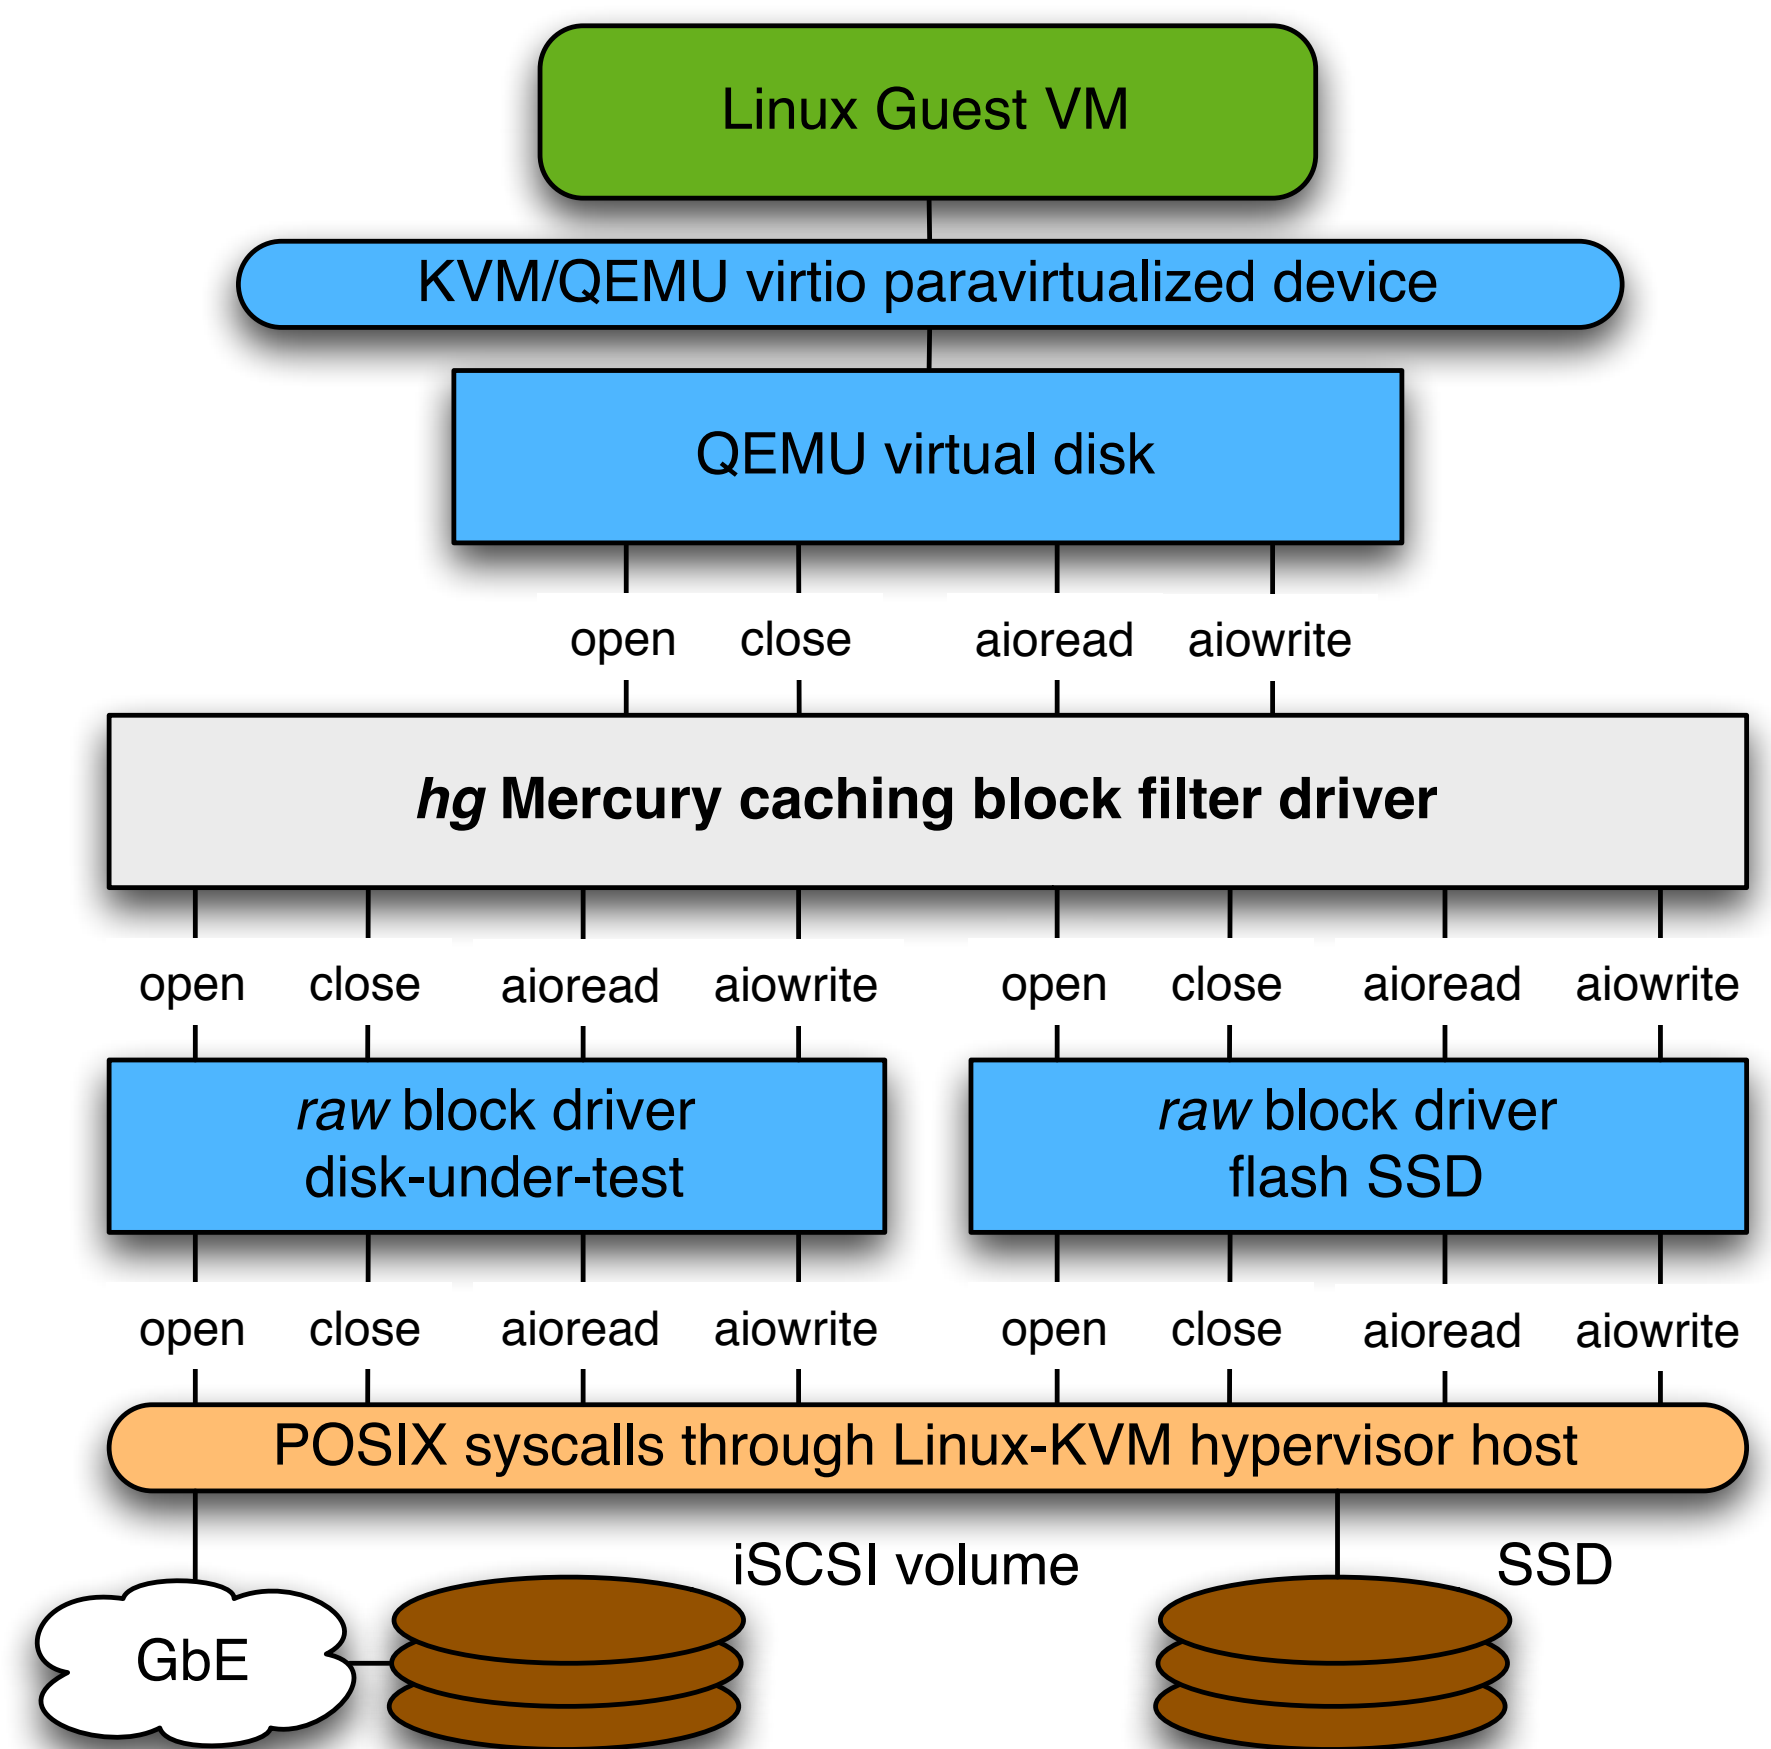 Linux Guest VM
KVM/QEMU virtio paravirtualized device
QEMU virtual disk
open close aioread aiowrite
hg Mercury caching block filter driver
open close aioread aiowrite open close aioread aiowrite
raw block driver
disk-under-test
raw block driver
flash SSD
open close aioread aiowrite open close aioread aiowrite
POSIX syscalls through Linux-KVM hypervisor host
iSCSI volume
SSD
GbE